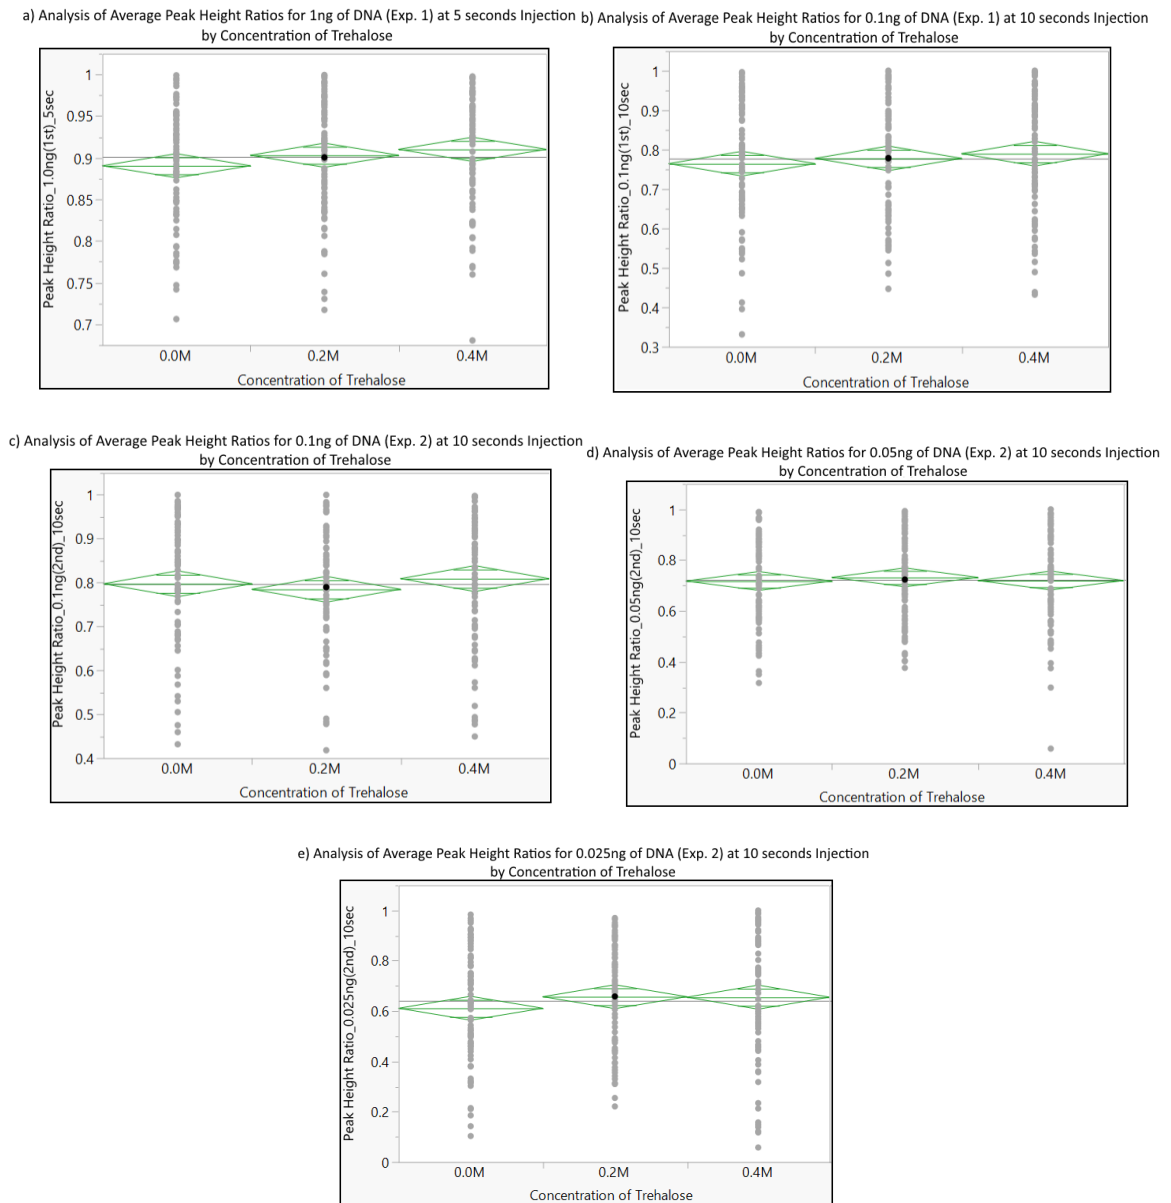 a) Analysis of Average Peak Height Ratios for 1ng of DNA (Exp. 1) at 5 seconds Injection
by Concentration of Trehalose
Peak Height Ratio_1.0ng(1st)_5sec
1
0.95
0.9
0.85
0.8
0.75
0.7
0.0M
0.2M
0.4M
Concentration of Trehalose
b) Analysis of Average Peak Height Ratios for 0.1ng of DNA (Exp. 1) at 10 seconds Injection
by Concentration of Trehalose
Peak Height Ratio_0.1ng(1st)_10sec
1
0.9
0.8
0.7
0.6
0.5
0.4
0.3
0.0M
0.2M
0.4M
Concentration of Trehalose
c) Analysis of Average Peak Height Ratios for 0.1ng of DNA (Exp. 2) at 10 seconds Injection
by Concentration of Trehalose
Peak Height Ratio_0.1ng(2nd)_10sec
1
0.9
0.8
0.7
0.6
0.5
0.4
0.0M
0.2M
0.4M
Concentration of Trehalose
d) Analysis of Average Peak Height Ratios for 0.05ng of DNA (Exp. 2) at 10 seconds Injection
by Concentration of Trehalose
Peak Height Ratio_0.05ng(2nd)_10sec
1
0.8
0.6
0.4
0.2
0
0.0M
0.2M
0.4M
Concentration of Trehalose
e) Analysis of Average Peak Height Ratios for 0.025ng of DNA (Exp. 2) at 10 seconds Injection
by Concentration of Trehalose
Peak Height Ratio_0.025ng(2nd)_10sec
1
0.8
0.6
0.4
0.2
0
0.0M
0.2M
0.4M
Concentration of Trehalose